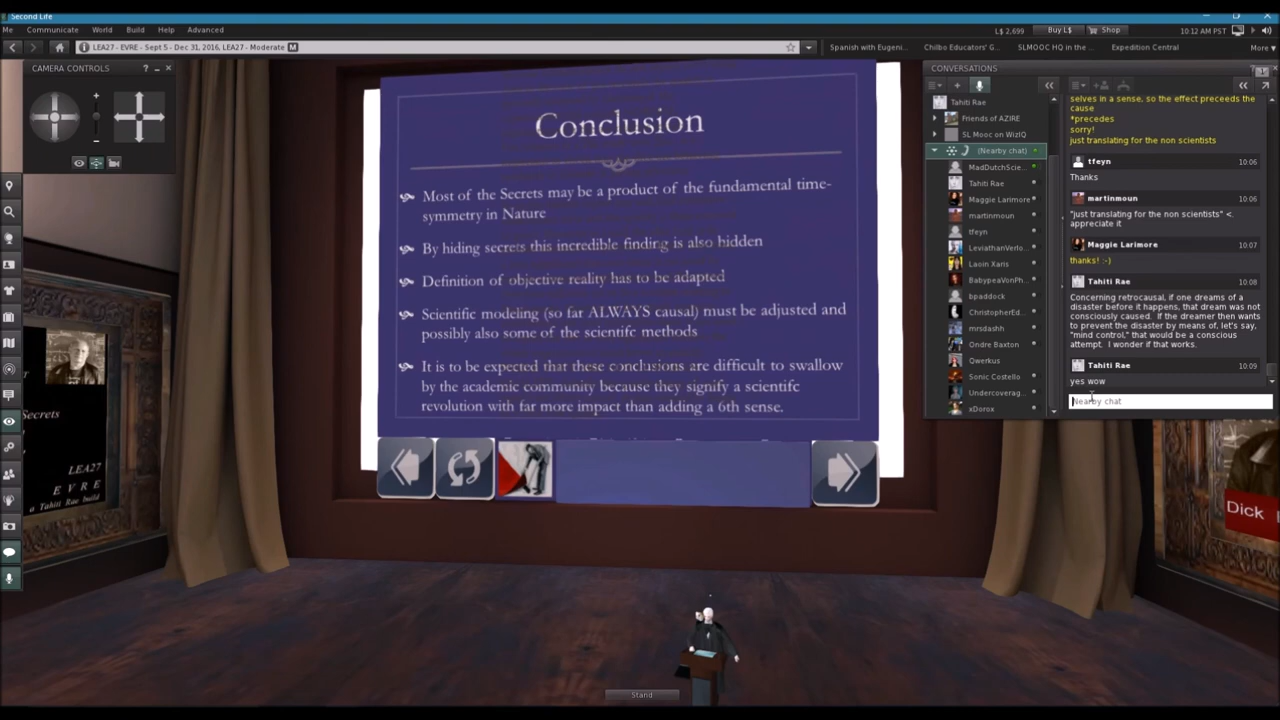 Second Life
Me Communicate World Build Help Advanced
L$ 2,699 Buy L$ Shop 10:12 AM PST
LEA27 - EVRE - Sept 5 - Dec 31, 2016, LEA27 - Moderate M
Spanish with Eugeni... Chilbo Educators' G... SLMOOC HQ in the ... Expedition Central More ▼
CAMERA CONTROLS ? _ ×
Conclusion
Most of the Secrets may be a product of the fundamental time-
symmetry in Nature
By hiding secrets this incredible finding is also hidden
Definition of objective reality has to be adapted
Scientific modeling (so far ALWAYS causal) must be adjusted and
possibly also some of the scientifc methods
It is to be expected that these conclusions are difficult to swallow
by the academic community because they signify a scientifc
revolution with far more impact than adding a 6th sense.
CONVERSATIONS
Tahiti Rae
Friends of AZIRE
SL Mooc on WizIQ
(Nearby chat)
MadDutchScie...
Tahiti Rae
Maggie Larimore
martinmoun
tfeyn
LeviathanVerlo...
Laoin Xaris
BabypeaVonPh...
bpaddock
ChristopherEd...
mrsdashh
Ondre Baxton
Qwerkus
Sonic Costello
Undercoverag...
xDorox
selves in a sense, so the effect preceeds the
cause
*precedes
sorry!
just translating for the non scientists
tfeyn 10:06
Thanks
martinmoun 10:06
"just translating for the non scientists" <.
appreciate it
Maggie Larimore 10:07
thanks! :-)
Tahiti Rae 10:08
Concerning retrocausal, if one dreams of a
disaster before it happens, that dream was not
consciously caused. If the dreamer then wants
to prevent the disaster by means of, let's say,
"mind control," that would be a conscious
attempt. I wonder if that works.
Tahiti Rae 10:09
yes wow
Nearby chat
Secrets
LEA27
E V R E
a Tahiti Rae build
Dick
Stand